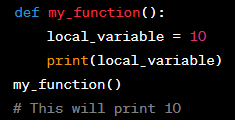 def my_function():
    local_variable = 10
    print(local_variable)
my_function()
# This will print 10